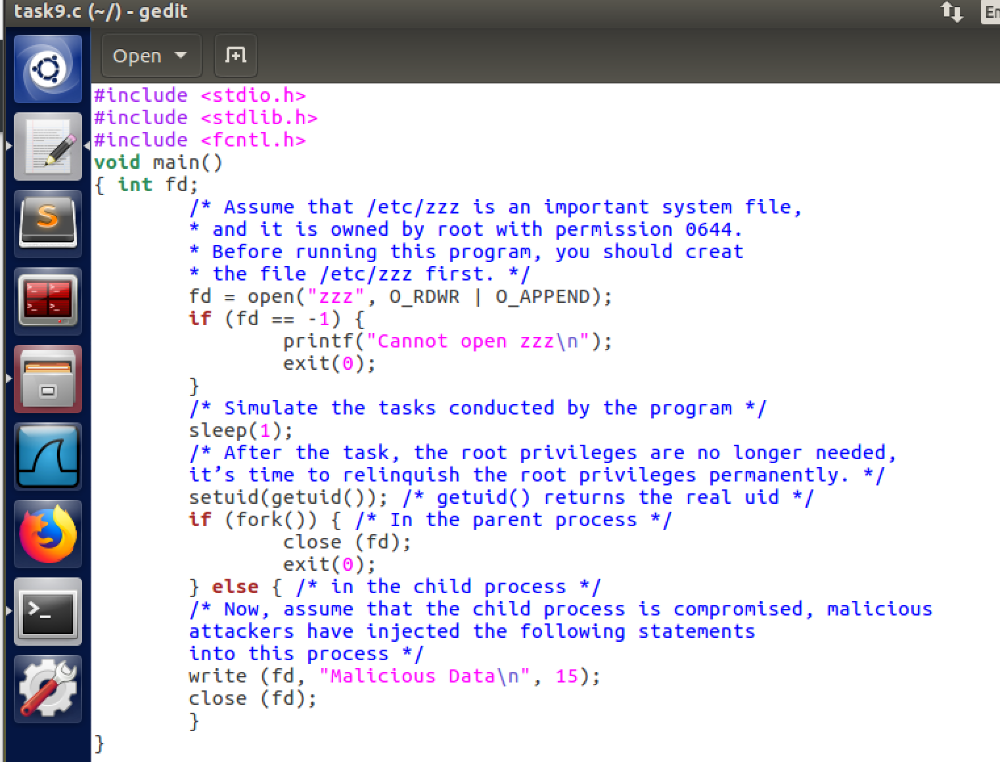 task9.c (~/) - gedit
En
Open
#include <stdio.h>
#include <stdlib.h>
#include <fcntl.h>
void main()
{ int fd;
/* Assume that /etc/zzz is an important system file,
* and it is owned by root with permission 0644.
* Before running this program, you should creat
* the file /etc/zzz first. */
fd = open("zzz", O_RDWR | O_APPEND);
if (fd == -1) {
printf("Cannot open zzz\n");
exit(0);
}
/* Simulate the tasks conducted by the program */
sleep(1);
/* After the task, the root privileges are no longer needed,
it’s time to relinquish the root privileges permanently. */
setuid(getuid()); /* getuid() returns the real uid */
if (fork()) { /* In the parent process */
close (fd);
exit(0);
} else { /* in the child process */
/* Now, assume that the child process is compromised, malicious
attackers have injected the following statements
into this process */
write (fd, "Malicious Data\n", 15);
close (fd);
}
}